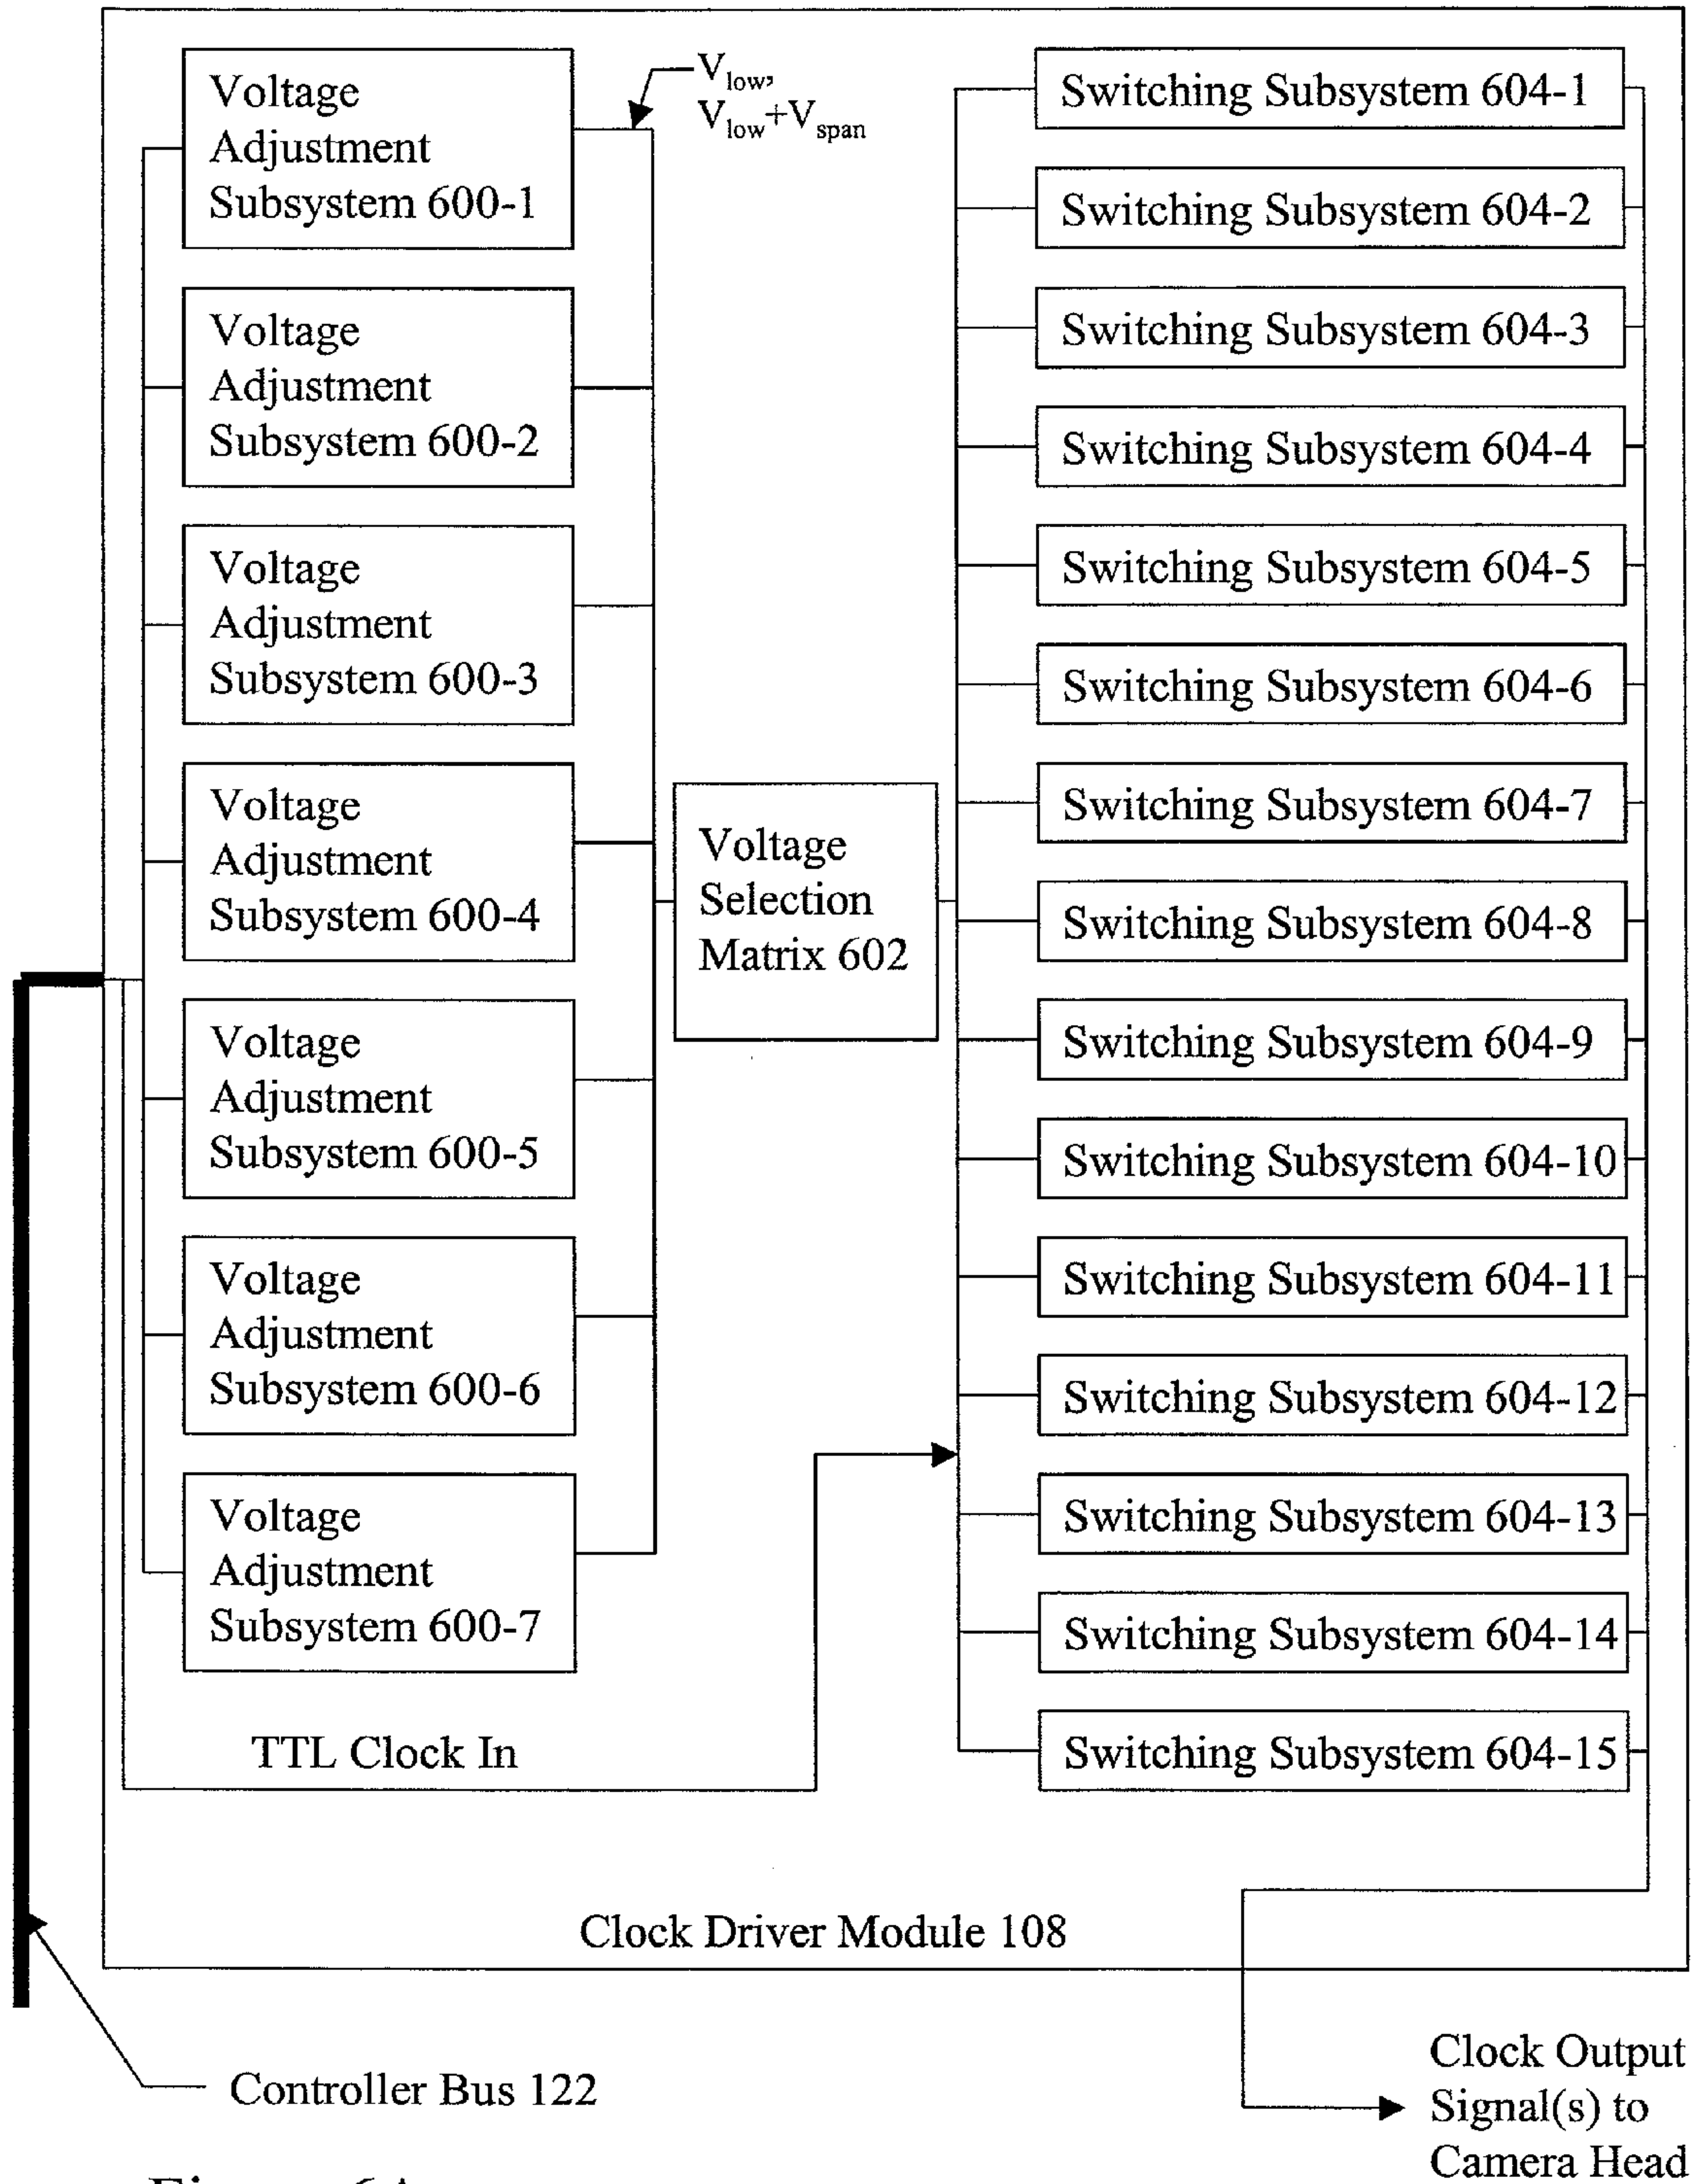 Voltage
Adjustment
Subsystem 600-1
V_low,
V_low+V_span
Voltage
Adjustment
Subsystem 600-2
Voltage
Adjustment
Subsystem 600-3
Voltage
Adjustment
Subsystem 600-4
Voltage
Adjustment
Subsystem 600-5
Voltage
Adjustment
Subsystem 600-6
Voltage
Adjustment
Subsystem 600-7
TTL Clock In
Voltage
Selection
Matrix 602
Switching Subsystem 604-1
Switching Subsystem 604-2
Switching Subsystem 604-3
Switching Subsystem 604-4
Switching Subsystem 604-5
Switching Subsystem 604-6
Switching Subsystem 604-7
Switching Subsystem 604-8
Switching Subsystem 604-9
Switching Subsystem 604-10
Switching Subsystem 604-11
Switching Subsystem 604-12
Switching Subsystem 604-13
Switching Subsystem 604-14
Switching Subsystem 604-15
Clock Driver Module 108
Controller Bus 122
Clock Output
Signal(s) to
Camera Head